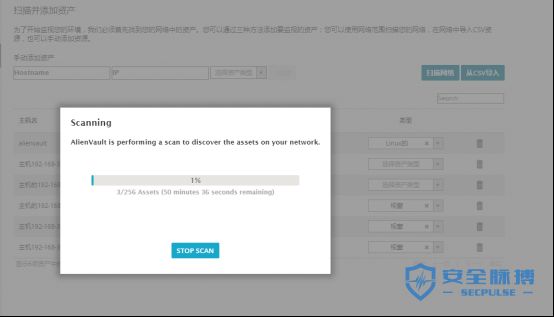 扫描并添加资产
为了开始监视您的环境，我们必须首先找到您的网络中的资产。您可以通过三种方法添加要监视的资产：您可以使用网络范围扫描您的网络，在网络中导入CSV资源，也可以手动添加资源。
手动添加资产
Hostname IP 选择资产类型 扫描网络 从CSV导入
Search
主机名 类型
alienvault Linux的
主机192-168- 选择资产类型
主机的192-168- 选择资产类型
主机的192-168- 视窗
主机192-168- 视窗
主机192-168- 视窗
Scanning
AlienVault is performing a scan to discover the assets on your network.
1%
3/256 Assets (50 minutes 36 seconds remaining)
STOP SCAN
安全脉搏
SECPULSE